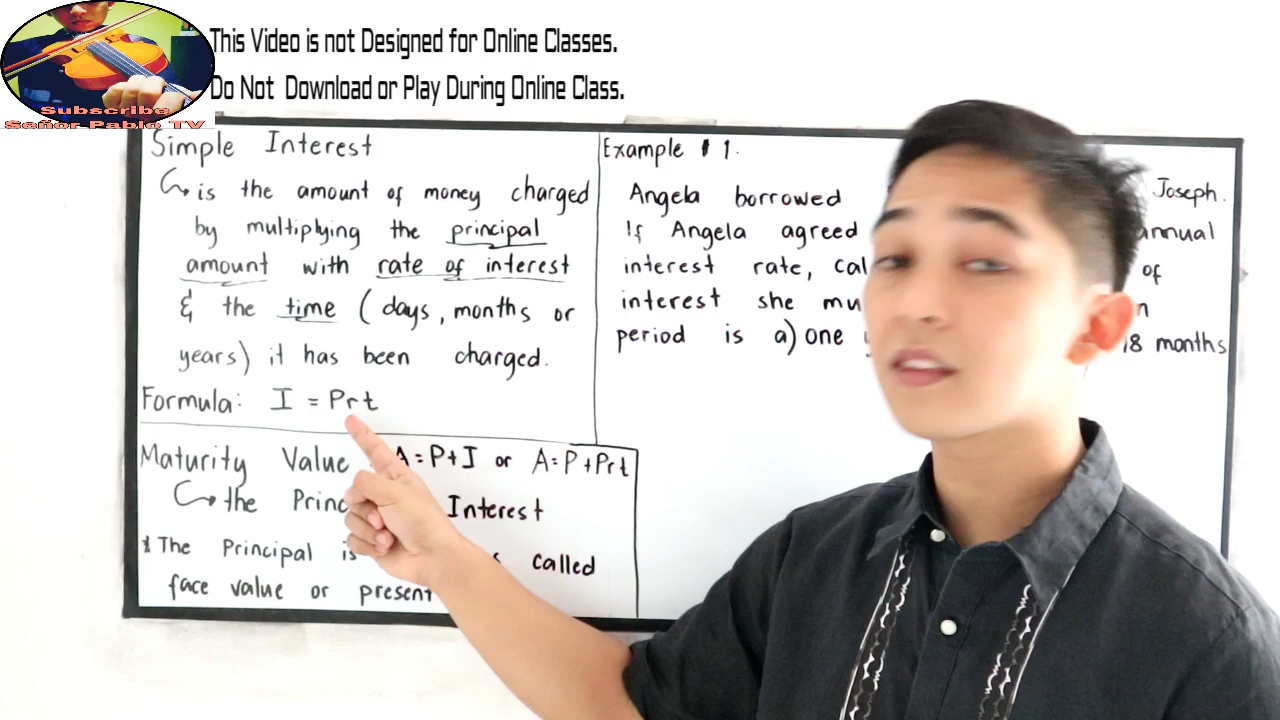 This Video is not Designed for Online Classes.
Do Not Download or Play During Online Class.
Subscribe
Señor Pablo TV
Simple Interest
is the amount of money charged
by multiplying the principal
amount with rate of interest
& the time (days, months or
years) it has been charged.
Formula: I = Prt
Maturity Value : A=P+I or A=P+Prt
the Interest
*The Principal called
face value or present
Example #1.
Angela borrowed Joseph.
If Angela agreed annual
interest rate, of
interest she
period is a) one 18 months